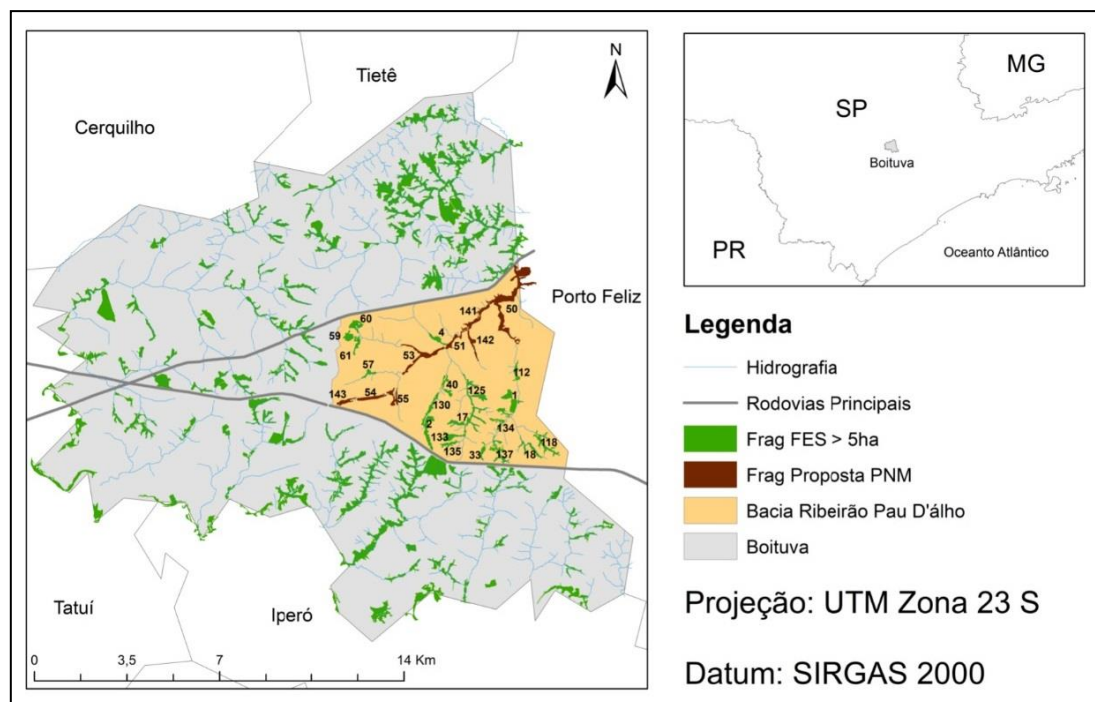 N
Tietê
Cerquilho
Porto Feliz
60
59
61
57
143
54
55
53
4
51
141
142
50
112
40
125
1
130
17
2
134
133
118
135
33
137
18
Tatuí
Iperó
0 3,5 7 14 Km
MG
SP
Boituva
PR
Oceanto Atlântico
Legenda
Hidrografia
Rodovias Principais
Frag FES > 5ha
Frag Proposta PNM
Bacia Ribeirão Pau D'álho
Boituva
Projeção: UTM Zona 23 S
Datum: SIRGAS 2000